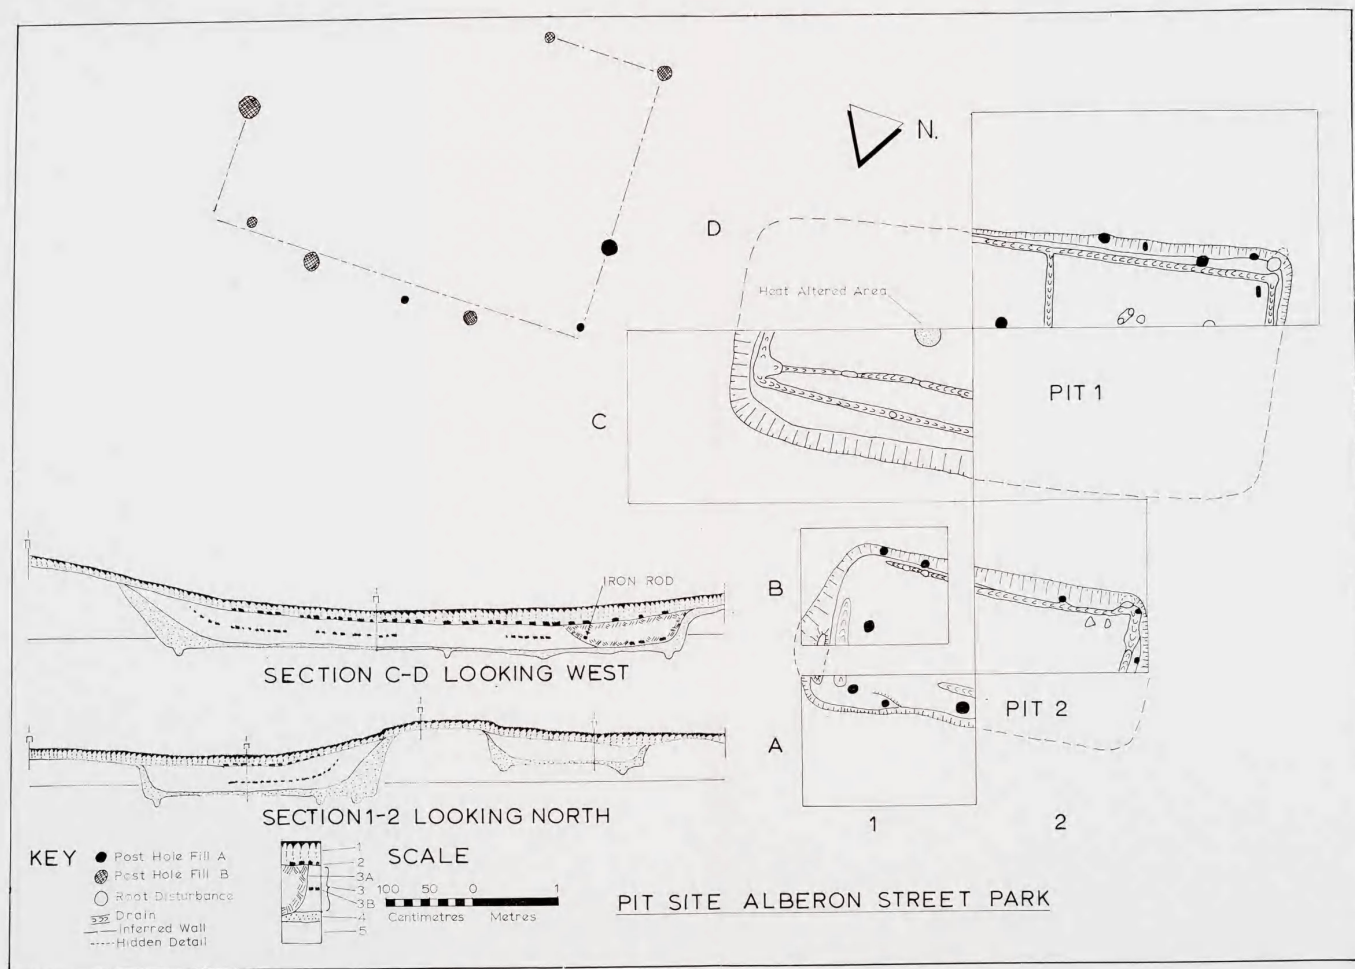 N.
D
Heat Altered Area
PIT 1
C
B
IRON ROD
SECTION C-D LOOKING WEST
PIT 2
A
SECTION 1-2 LOOKING NORTH
1
2
KEY
Post Hole Fill A
Post Hole Fill B
Root Disturbance
Drain
Inferred Wall
Hidden Detail
1
2
3A
3
3B
4
5
SCALE
100 50 0 1
Centimetres Metres
PIT SITE ALBERON STREET PARK